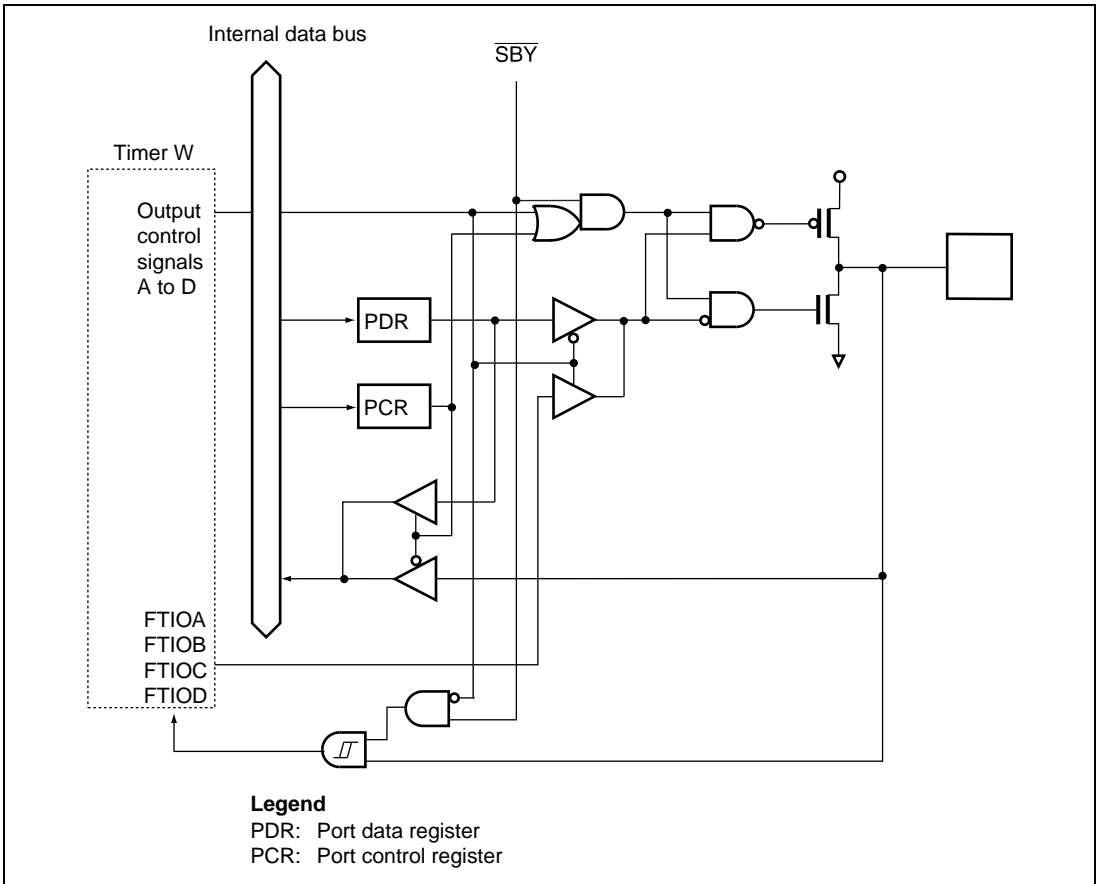 Internal data bus
SBY
Timer W
Output
control
signals
A to D
PDR
PCR
FTIOA
FTIOB
FTIOC
FTIOD
Legend
PDR: Port data register
PCR: Port control register